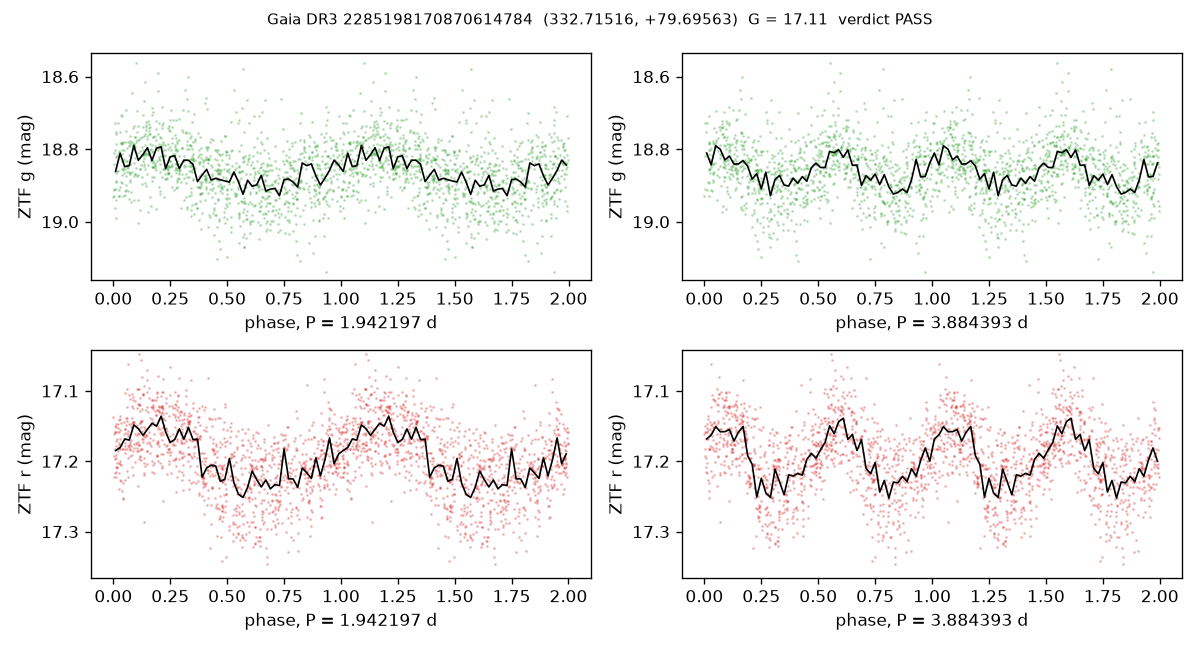 Gaia DR3 2285198170870614784 (332.71516, +79.69563) G = 17.11 verdict PASS
ZTF g (mag)
18.6
18.8
19.0
0.00 0.25 0.50 0.75 1.00 1.25 1.50 1.75 2.00
phase, P = 1.942197 d
ZTF g (mag)
18.6
18.8
19.0
0.00 0.25 0.50 0.75 1.00 1.25 1.50 1.75 2.00
phase, P = 3.884393 d
ZTF r (mag)
17.1
17.2
17.3
0.00 0.25 0.50 0.75 1.00 1.25 1.50 1.75 2.00
phase, P = 1.942197 d
ZTF r (mag)
17.1
17.2
17.3
0.00 0.25 0.50 0.75 1.00 1.25 1.50 1.75 2.00
phase, P = 3.884393 d